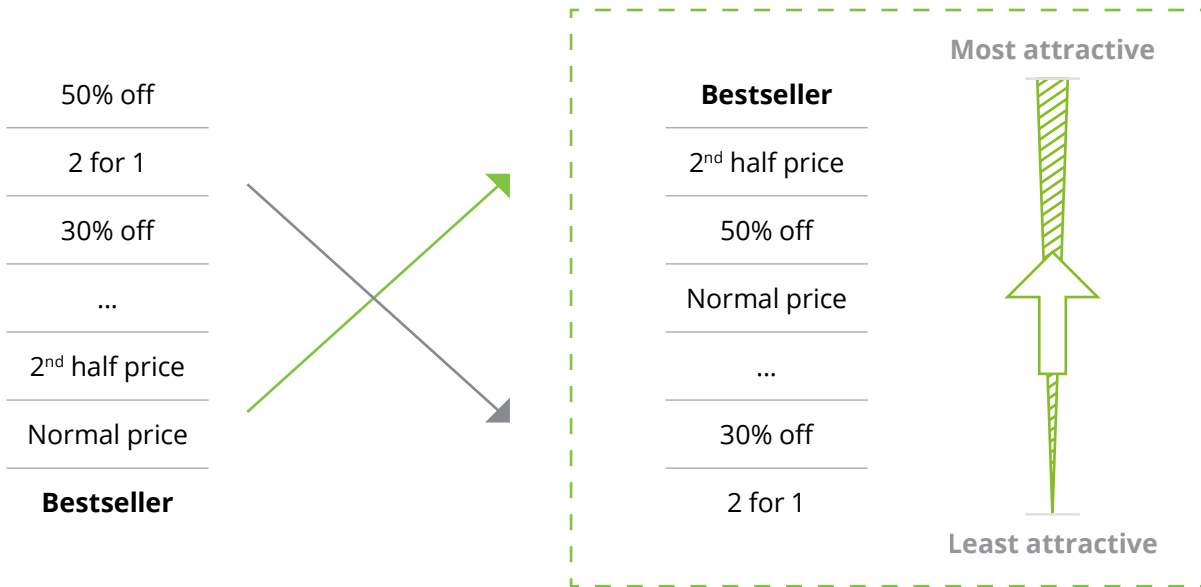 50% off
2 for 1
30% off
...
2nd half price
Normal price
Bestseller
Bestseller
2nd half price
50% off
Normal price
...
30% off
2 for 1
Most attractive
Least attractive